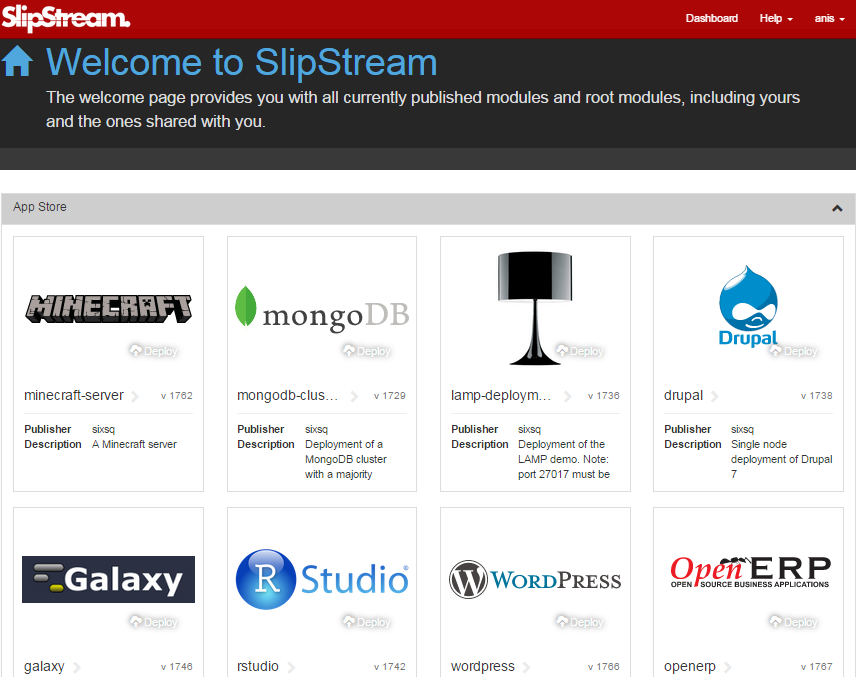 SlipStream.
Dashboard Help anis
Welcome to SlipStream
The welcome page provides you with all currently published modules and root modules, including yours
and the ones shared with you.
App Store
MINECRAFT
Deploy
minecraft-server v 1762
Publisher sixsq
Description A Minecraft server
mongoDB
Deploy
mongodb-clus... v 1729
Publisher sixsq
Description Deployment of a
MongoDB cluster
with a majority
Deploy
lamp-deploym... v 1736
Publisher sixsq
Description Deployment of the
LAMP demo. Note:
port 27017 must be
Drupal
Deploy
drupal v 1738
Publisher sixsq
Description Single node
deployment of Drupal
7
Galaxy
Deploy
galaxy v 1746
R Studio®
Deploy
rstudio v 1742
W WORDPRESS
Deploy
wordpress v 1766
Open ERP
OPEN SOURCE BUSINESS APPLICATIONS
Deploy
openerp v 1767